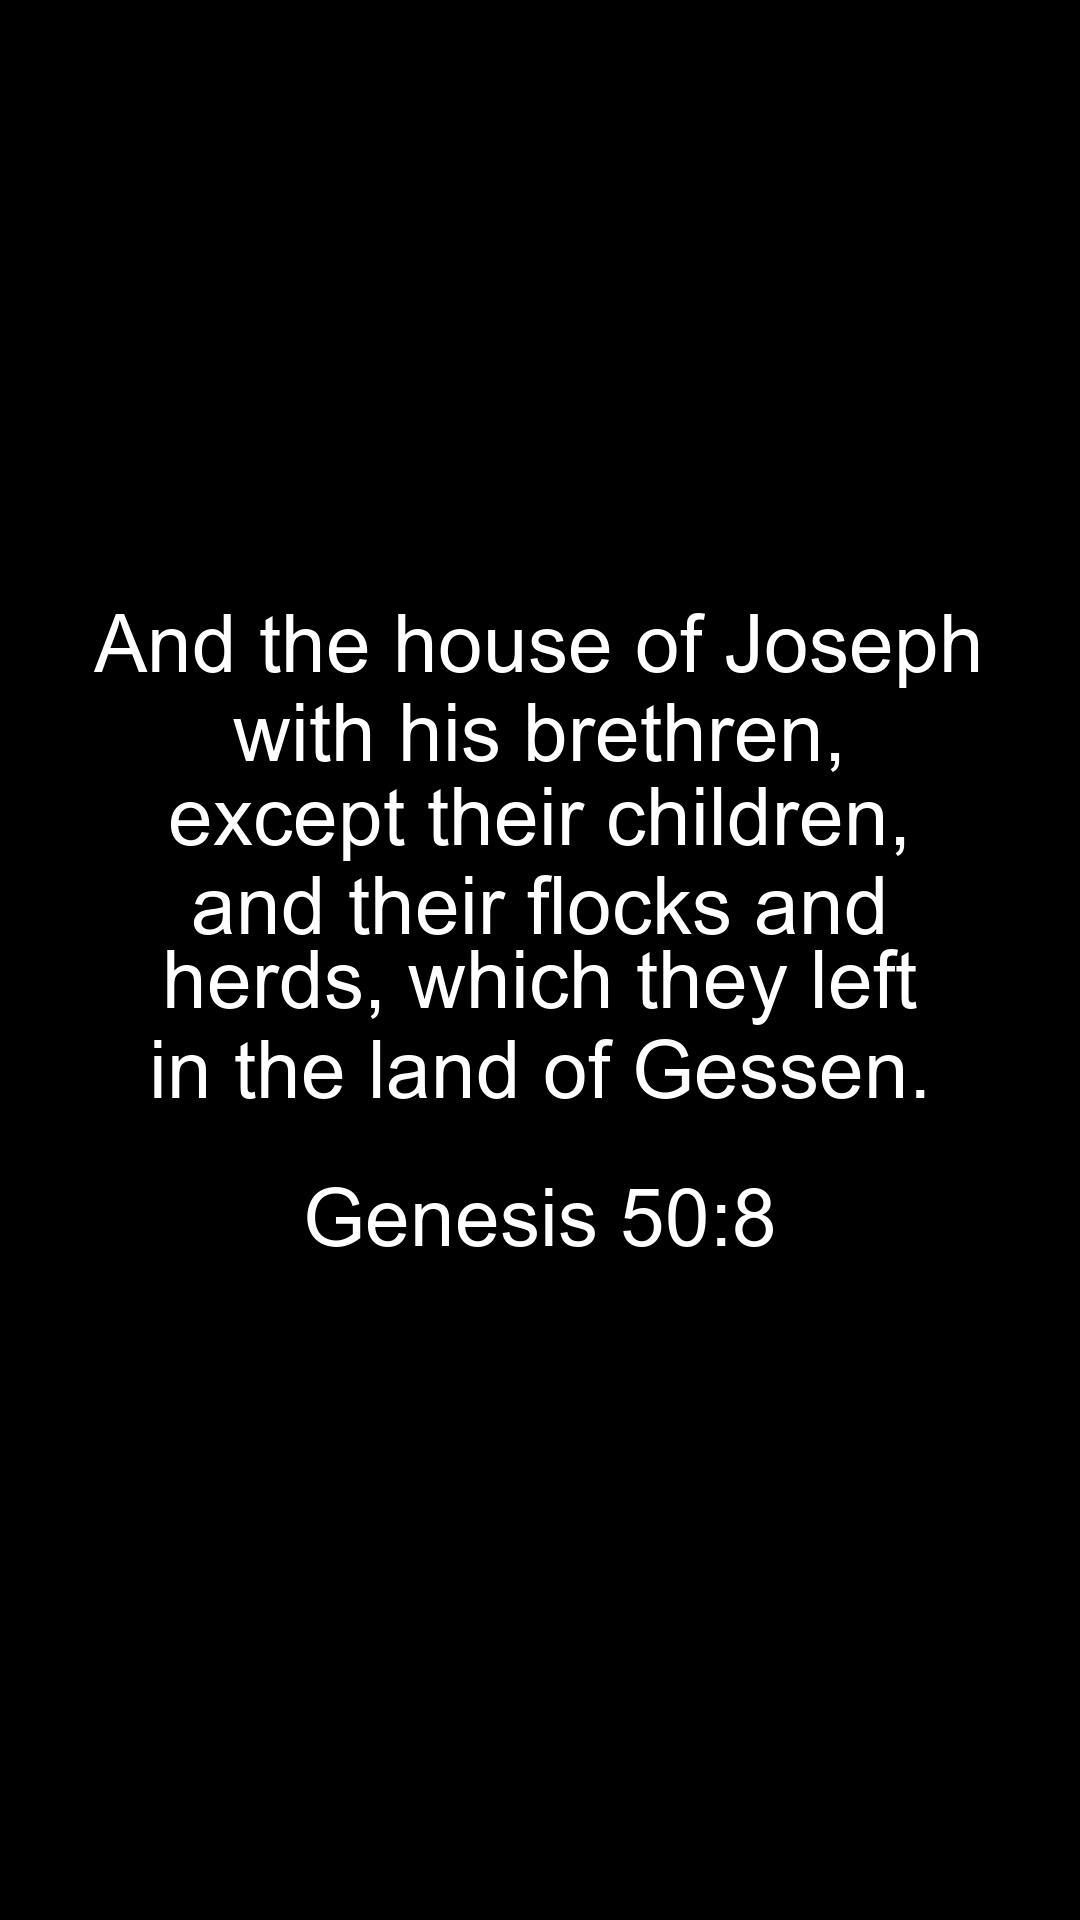 And the house of Joseph
with his brethren,
except their children,
and their flocks and
herds, which they left
in the land of Gessen.
Genesis 50:8